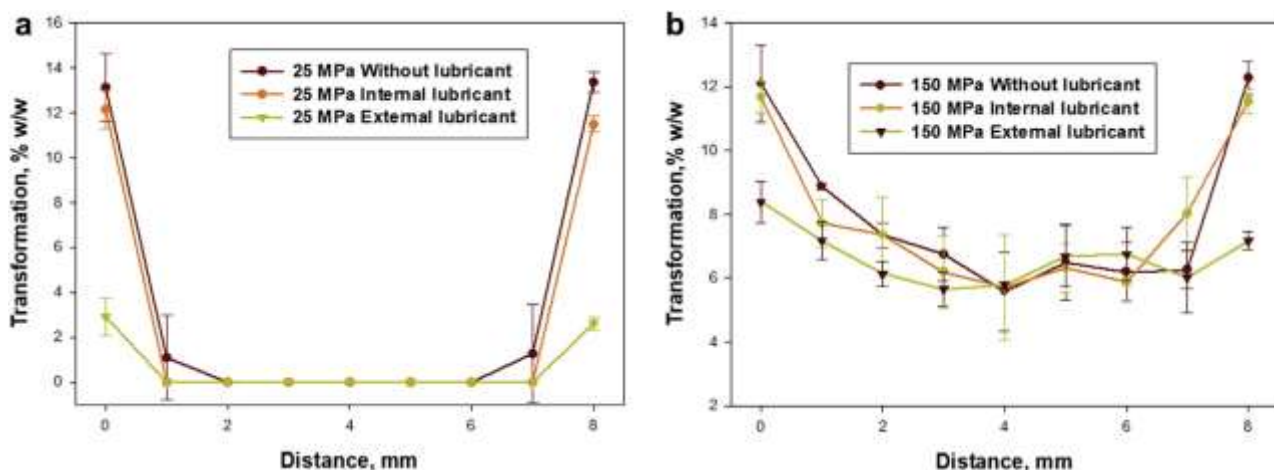 a
16
14
12
10
8
6
4
2
0
Transformation, % w/w
25 MPa Without lubricant
25 MPa Internal lubricant
25 MPa External lubricant
0 2 4 6 8
Distance, mm
b
14
12
10
8
6
4
2
Transformation,% w/w
150 MPa Without lubricant
150 MPa Internal lubricant
150 MPa External lubricant
0 2 4 6 8
Distance, mm